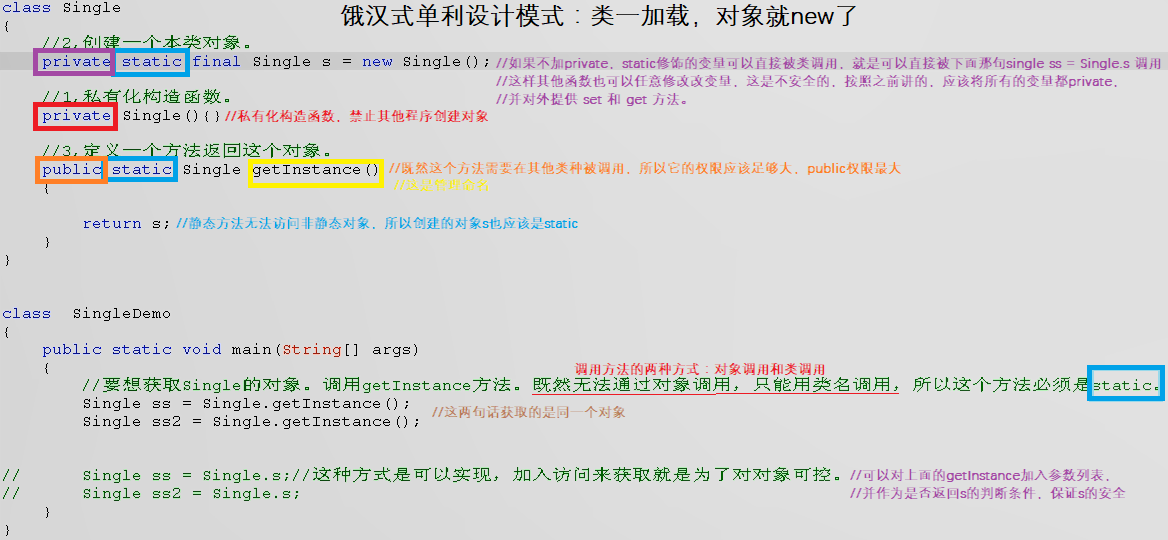 class Single
俄汉式单利设计模式：类一加载，对象就new了
{
//2,创建一个本类对象。
private static final Single s = new Single(); //如果不加private，static修饰的变量可以直接被类调用，就是可以直接被下面那句single ss = Single.s 调用
//这样其他函数也可以任意修改改变量，这是不安全的，按照之前讲的，应该将所有的变量都private，
//1,私有化构造函数。 //并对外提供 set 和 get 方法。
private Single(){} //私有化构造函数，禁止其他程序创建对象
//3,定义一个方法返回这个对象。
public static Single getInstance() //既然这个方法需要在其他类种被调用，所以它的权限应该足够大，public权限最大
{ //这是管理命名
return s; //静态方法无法访问非静态对象，所以创建的对象s也应该是static
}
}
class SingleDemo
{
public static void main(String[] args)
{ 调用方法的两种方式：对象调用和类调用
//要想获取Single的对象。调用getInstance方法。既然无法通过对象调用，只能用类名调用，所以这个方法必须是static。
Single ss = Single.getInstance(); //这两句话获取的是同一个对象
Single ss2 = Single.getInstance();
// Single ss = Single.s;//这种方式是可以实现，加入访问来获取就是为了对对象可控。 //可以对上面的getInstance加入参数列表，
// Single ss2 = Single.s; //并作为是否返回s的判断条件，保证s的安全
}
}